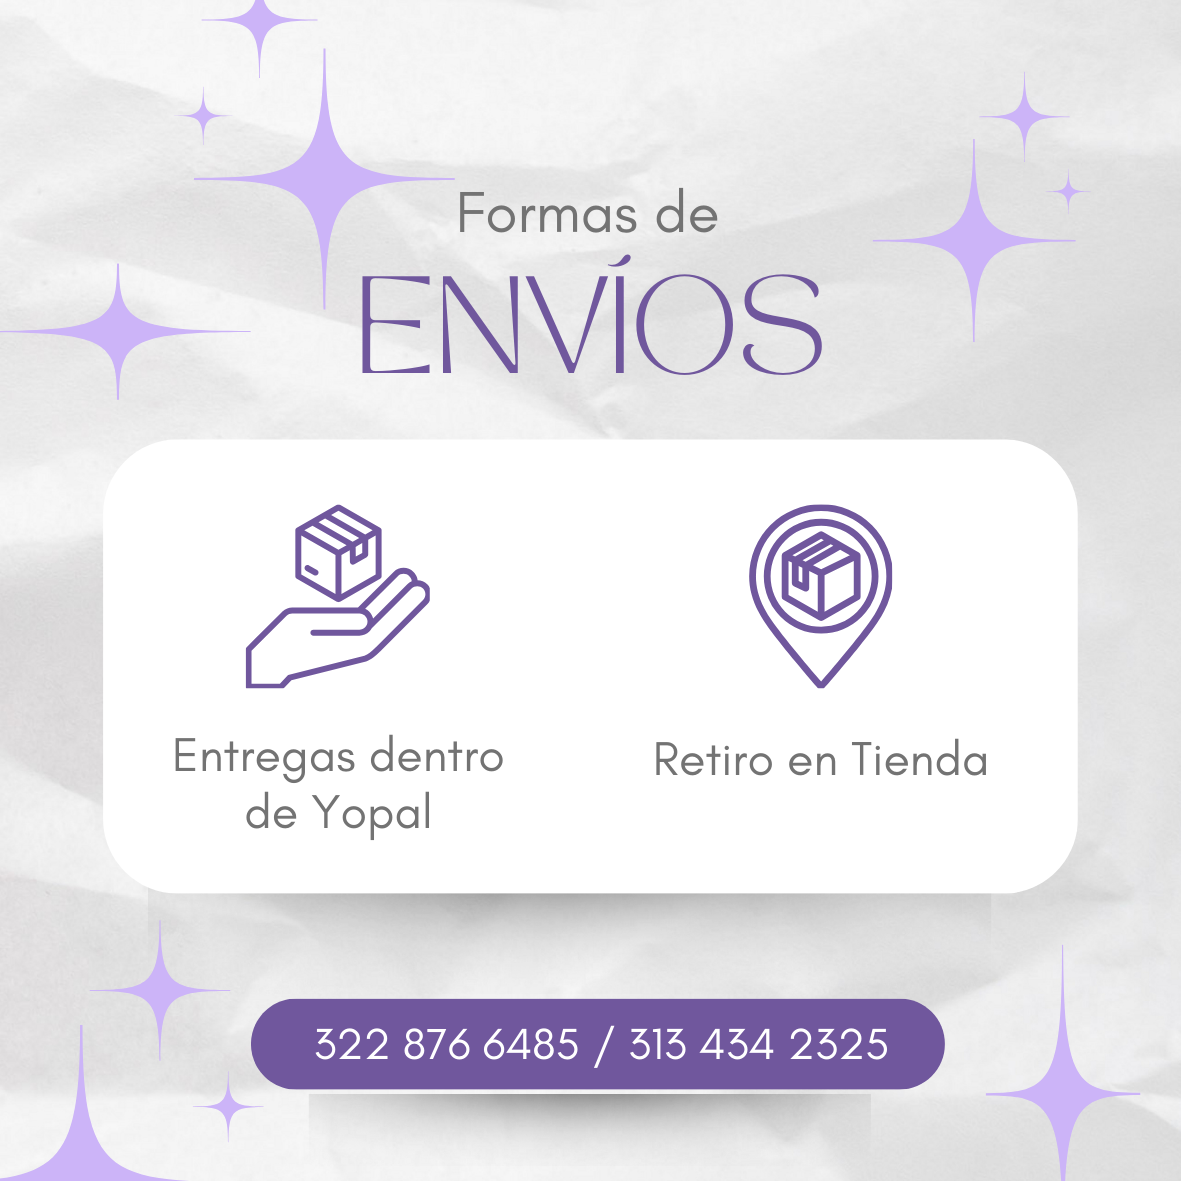 Formas de
ENVÍOS
Entregas dentro
de Yopal
Retiro en Tienda
322 876 6485 / 313 434 2325